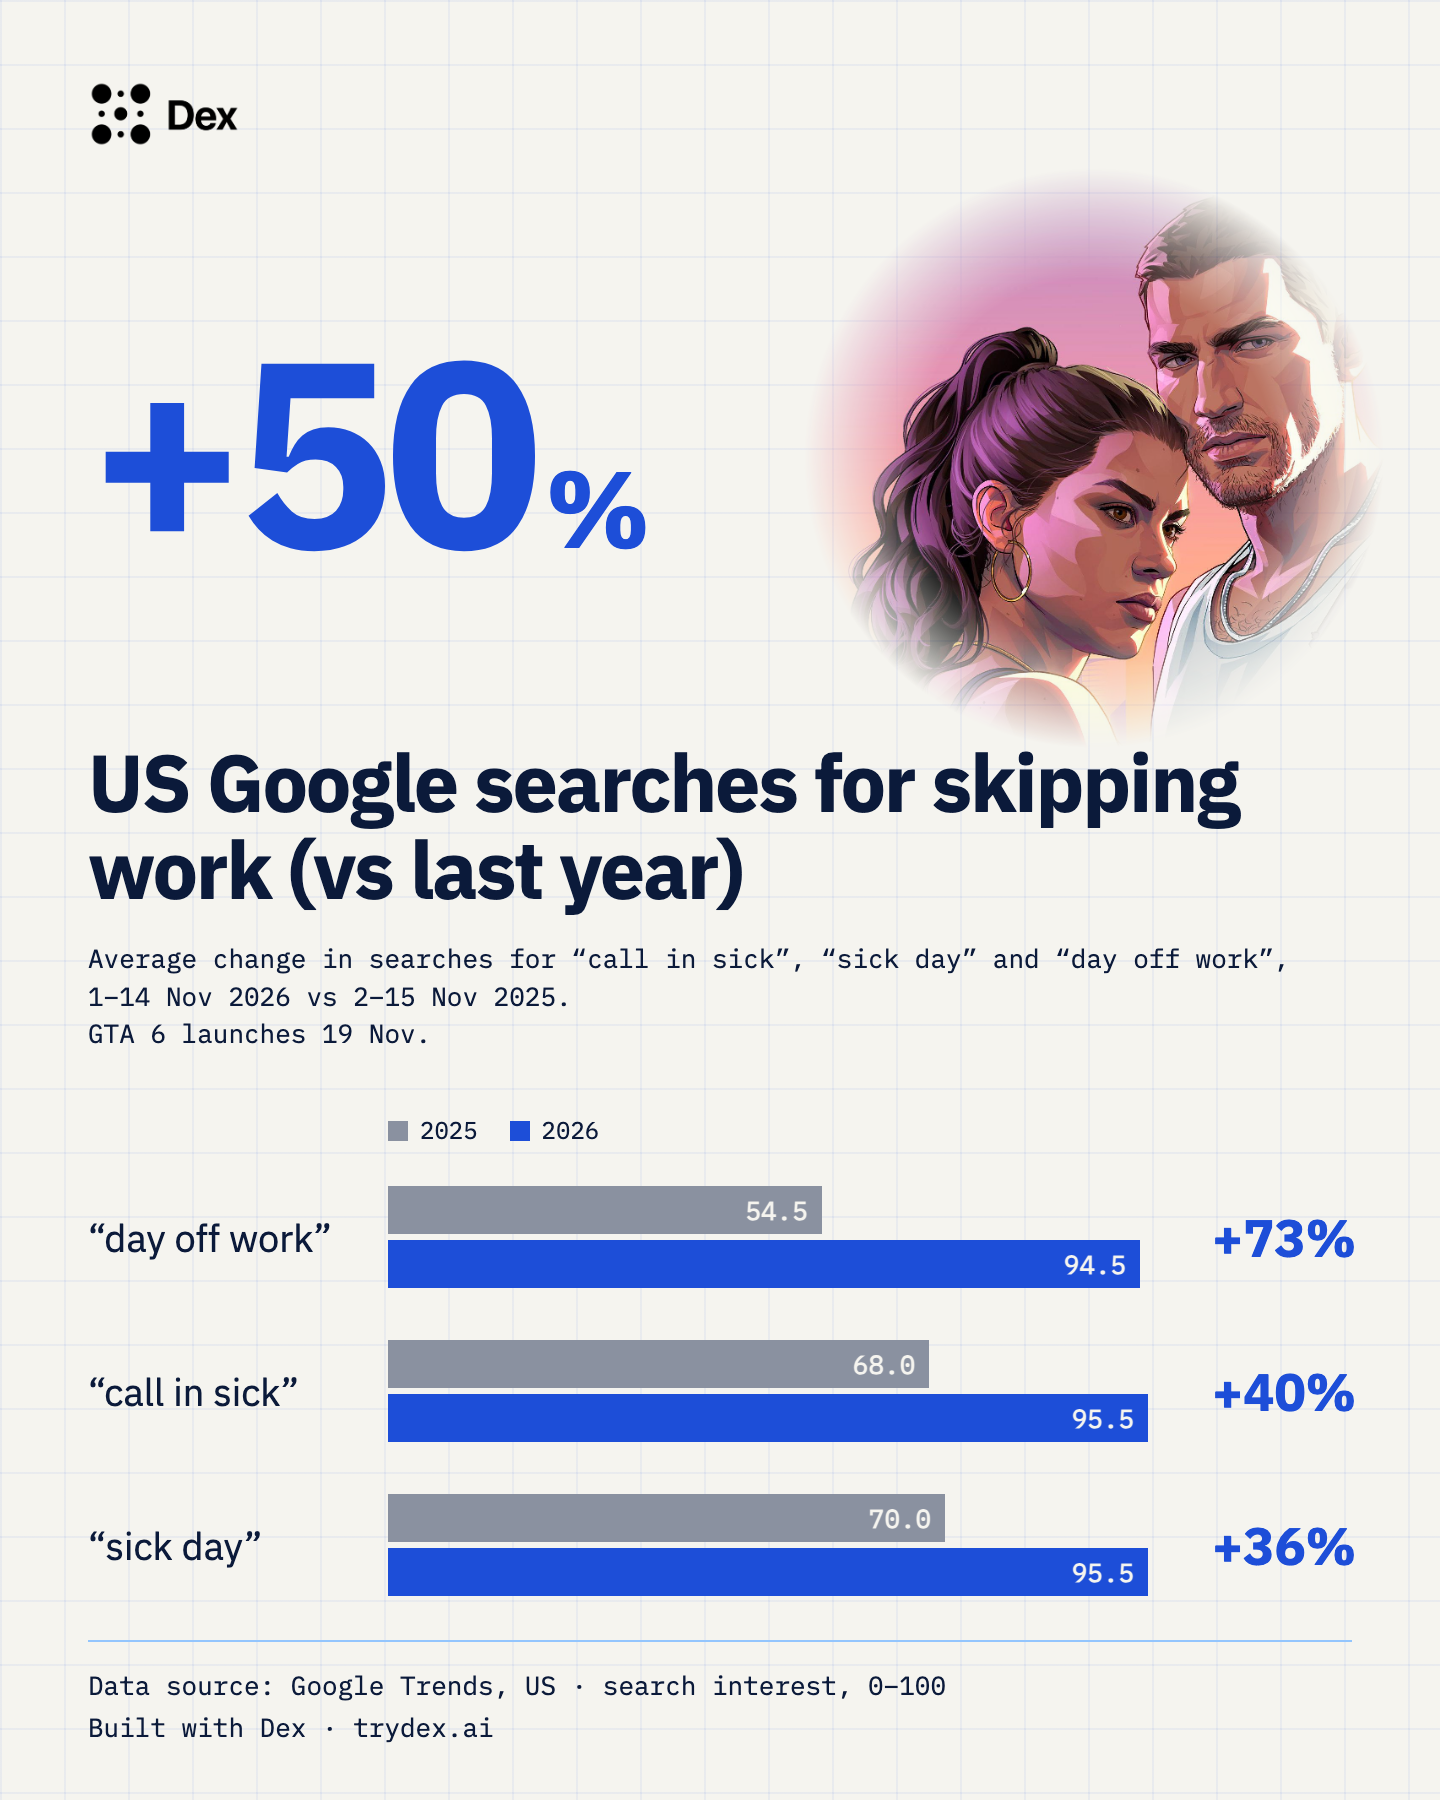 Dex
+50%
US Google searches for skipping
work (vs last year)
Average change in searches for “call in sick”, “sick day” and “day off work”,
1–14 Nov 2026 vs 2–15 Nov 2025.
GTA 6 launches 19 Nov.
2025 2026
54.5
“day off work” +73%
94.5
68.0
“call in sick” +40%
95.5
70.0
“sick day” +36%
95.5
Data source: Google Trends, US · search interest, 0–100
Built with Dex · trydex.ai